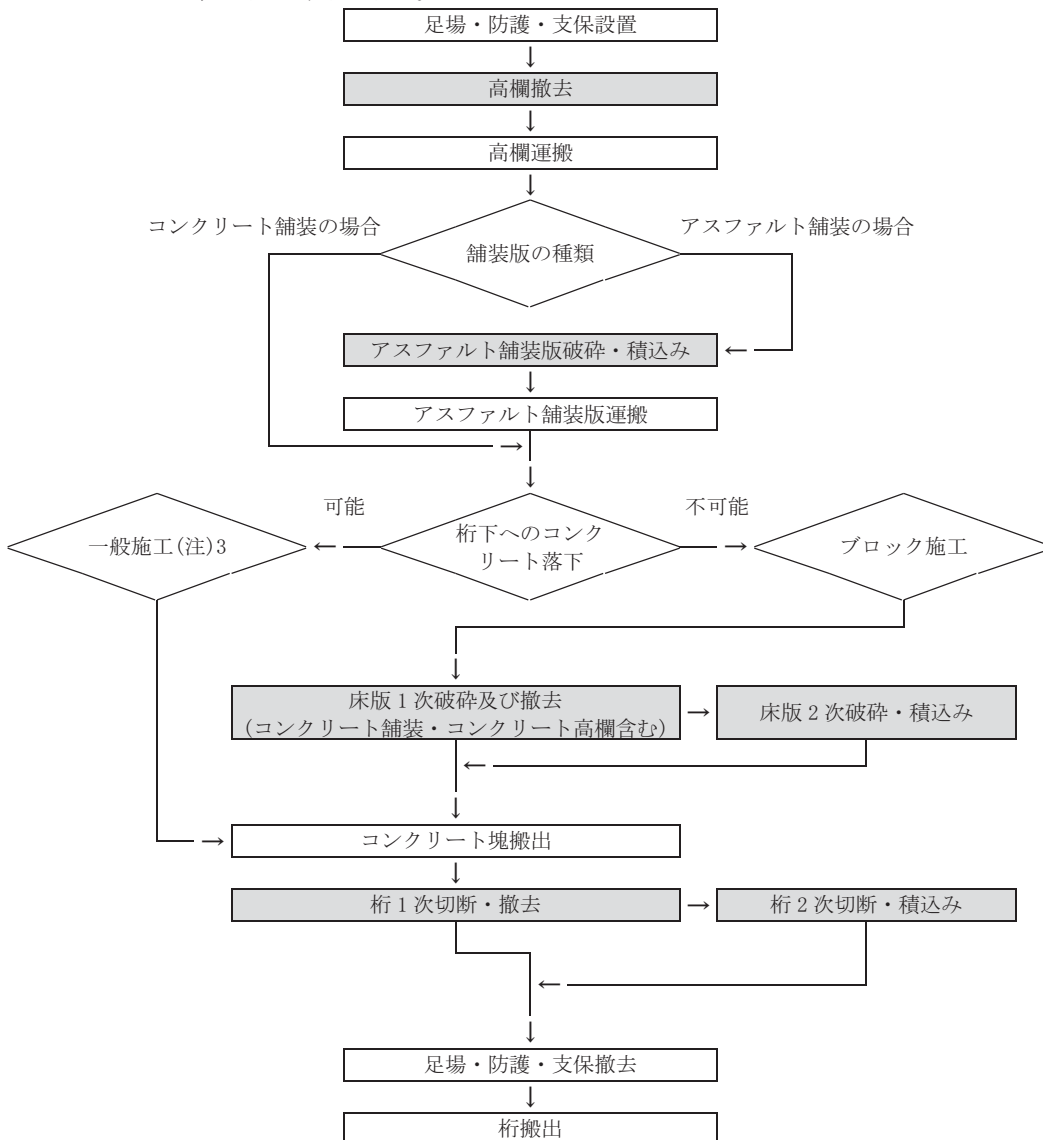 足場・防護・支保設置
↓
高欄撤去
↓
高欄運搬
↓
コンクリート舗装の場合
アスファルト舗装の場合
舗装版の種類
アスファルト舗装版破砕・積込み
←
↓
アスファルト舗装版運搬
→
↓
可能
不可能
一般施工(注)3
←
桁下へのコンク
リート落下
→
ブロック施工
↓
床版1次破砕及び撤去
(コンクリート舗装・コンクリート高欄含む)
→
床版2次破砕・積込み
←
↓
→
コンクリート塊搬出
↓
桁1次切断・撤去
→
桁2次切断・積込み
←
↓
足場・防護・支保撤去
↓
桁搬出